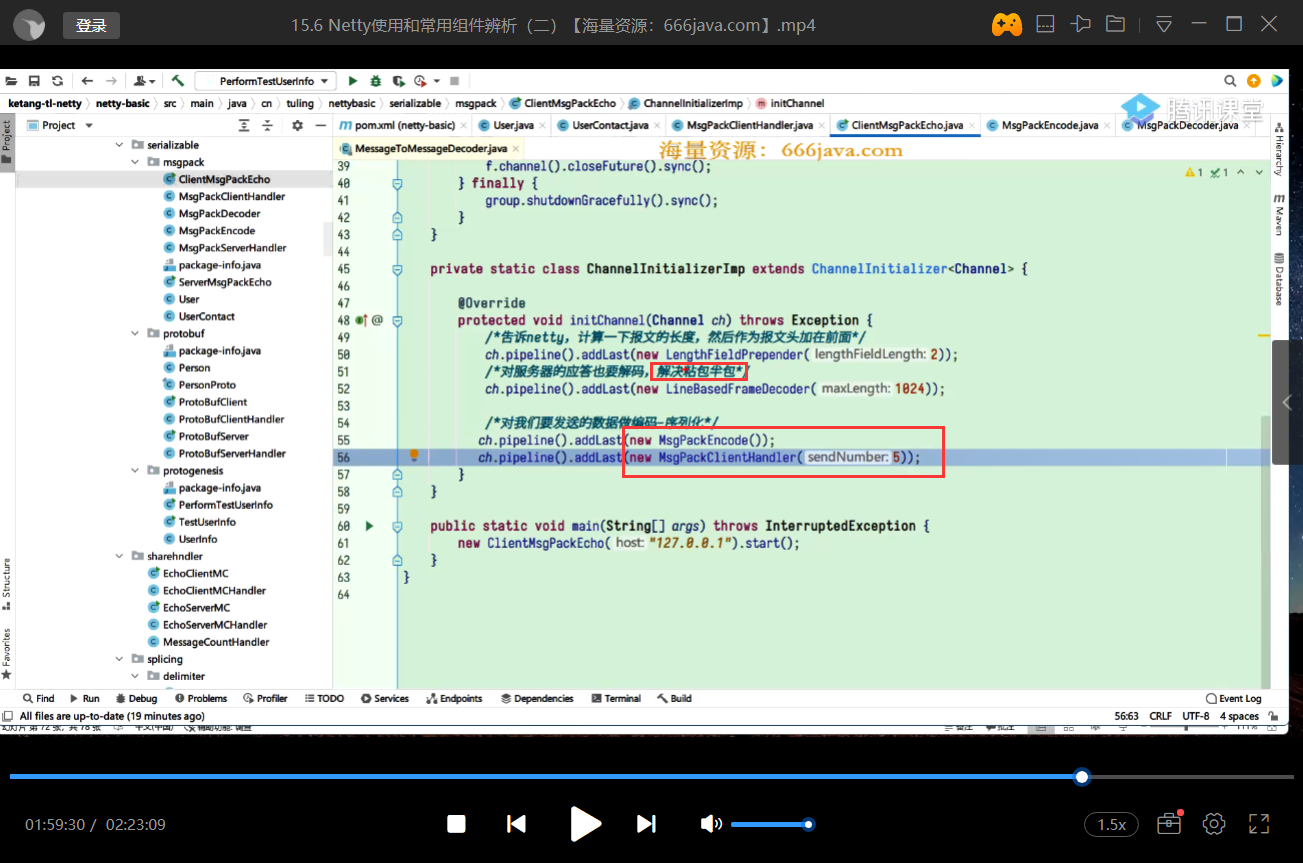 登录
15.6 Netty使用和常用组件辨析（二）【海量资源：666java.com】.mp4
PerformTestUserInfo
ketang-tl-netty 〉 netty-basic 〉 src 〉 main 〉 java 〉 cn 〉 tuling 〉 nettybasic 〉 serializable 〉 msgpack 〉 ClientMsgPackEcho 〉 ChannelInitializerImp 〉 initChannel
腾讯课堂
Project
Project
pom.xml (netty-basic)
User.java
UserContact.java
MsgPackClientHandler.java
ClientMsgPackEcho.java
MsgPackEncode.java
MsgPackDecoder.java
MessageToMessageDecoder.java
海量资源：666java.com
serializable
msgpack
ClientMsgPackEcho
MsgPackClientHandler
MsgPackDecoder
MsgPackEncode
MsgPackServerHandler
package-info.java
ServerMsgPackEcho
User
UserContact
protobuf
package-info.java
Person
PersonProto
ProtoBufClient
ProtoBufClientHandler
ProtoBufServer
ProtoBufServerHandler
protogenesis
package-info.java
PerformTestUserInfo
TestUserInfo
UserInfo
sharehndler
EchoClientMC
EchoClientMCHandler
EchoServerMC
EchoServerMCHandler
MessageCountHandler
splicing
delimiter
39 f.channel().closeFuture().sync();
40 } finally {
41 group.shutdownGracefully().sync();
42 }
43 }
44
45 private static class ChannelInitializerImp extends ChannelInitializer<Channel> {
46
47 @Override
48 @ protected void initChannel(Channel ch) throws Exception {
49 /*告诉netty，计算一下报文的长度，然后作为报文头加在前面*/
50 ch.pipeline().addLast(new LengthFieldPrepender( lengthFieldLength: 2));
51 /*对服务器的应答也要解码，解决粘包半包*/
52 ch.pipeline().addLast(new LineBasedFrameDecoder( maxLength: 1024));
53
54 /*对我们要发送的数据做编码-序列化*/
55 ch.pipeline().addLast(new MsgPackEncode());
56 ch.pipeline().addLast(new MsgPackClientHandler( sendNumber: 5));
57 }
58 }
59
60 public static void main(String[] args) throws InterruptedException {
61 new ClientMsgPackEcho( host: "127.0.0.1").start();
62 }
63 }
64
1 1
Hierarchy
Maven
Database
Structure
Favorites
Find Run Debug Problems Profiler TODO Services Endpoints Dependencies Terminal Build Event Log
All files are up-to-date (19 minutes ago) 56:63 CRLF UTF-8 4 spaces
01:59:30 / 02:23:09
1.5x